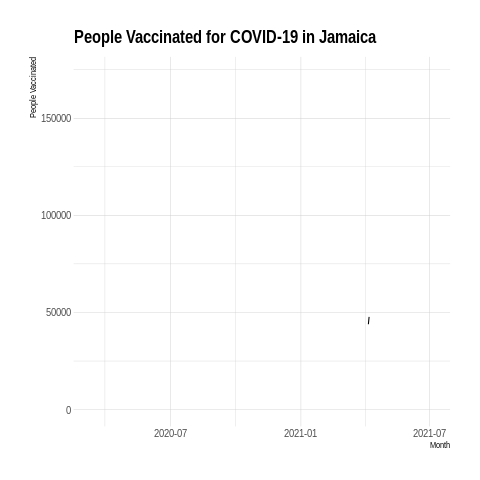 People Vaccinated for COVID-19 in Jamaica
People Vaccinated
150000
100000
50000
0
2020-07
2021-01
2021-07
Month